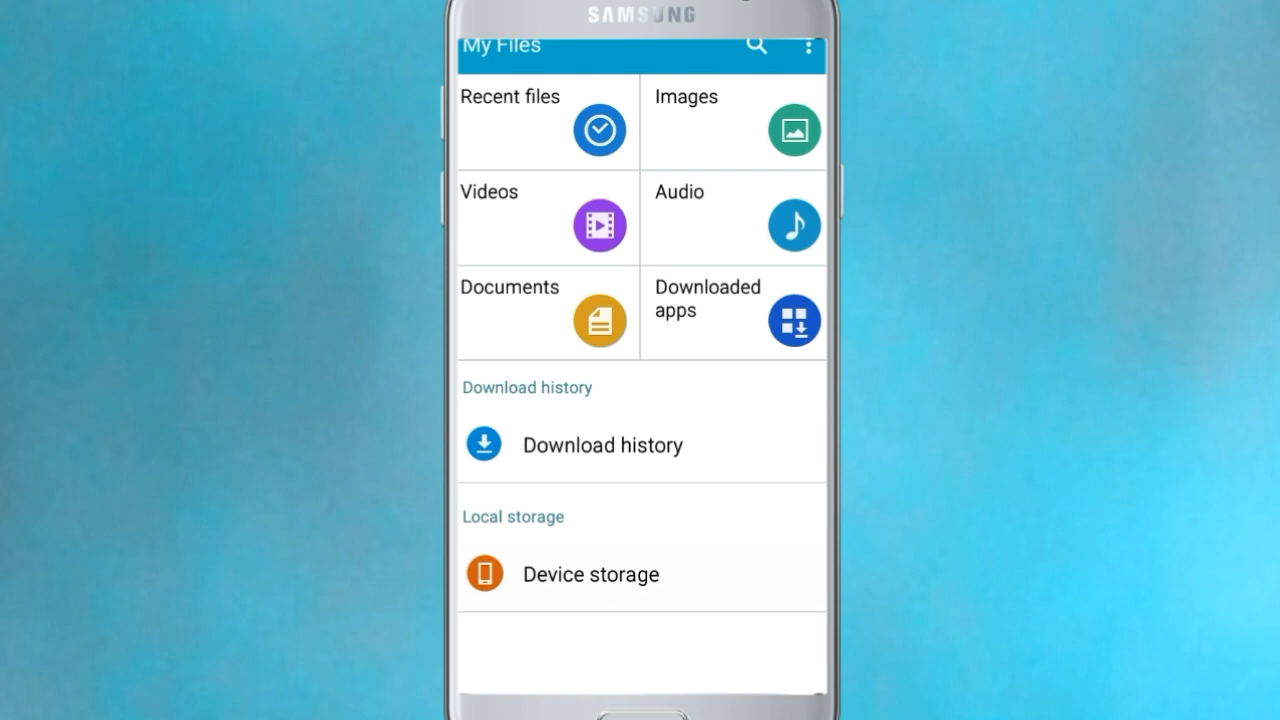 SAMSUNG
My Files
Recent files
Images
Videos
Audio
Documents
Downloaded
apps
Download history
Download history
Local storage
Device storage